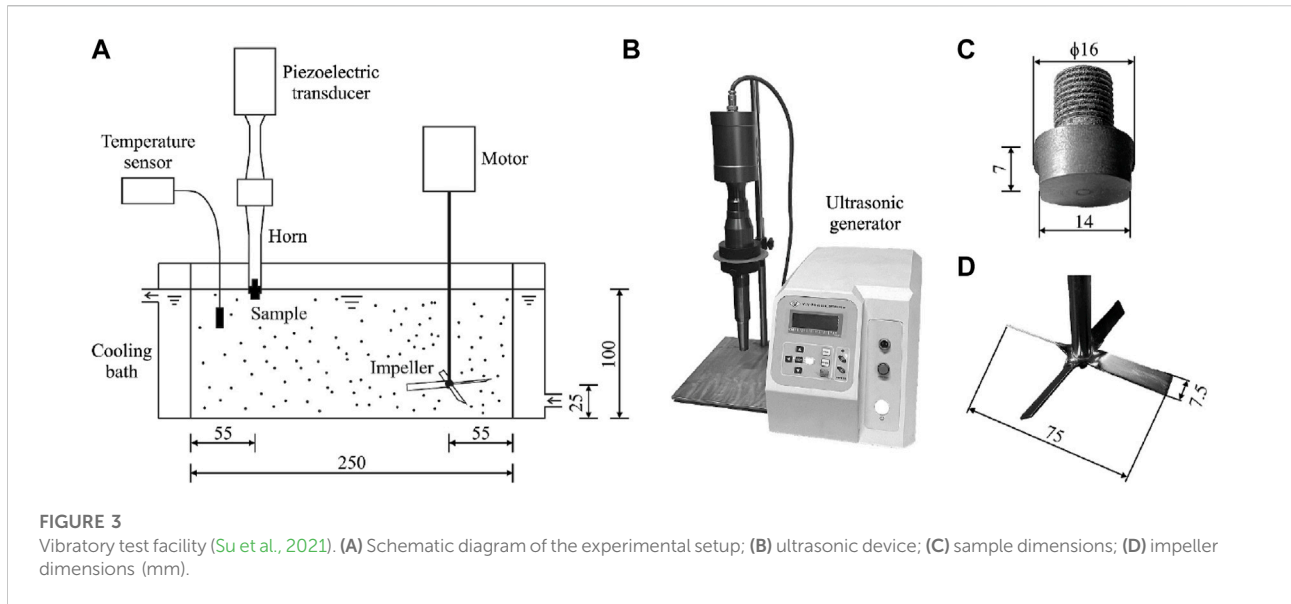 A
Piezoelectric
transducer
Temperature
sensor
Motor
Horn
Sample
Cooling
bath
Impeller
100
25
55
55
250
B
Ultrasonic
generator
C
ϕ16
7
14
D
7.5
75
FIGURE 3
Vibratory test facility (Su et al., 2021). (A) Schematic diagram of the experimental setup; (B) ultrasonic device; (C) sample dimensions; (D) impeller
dimensions (mm).